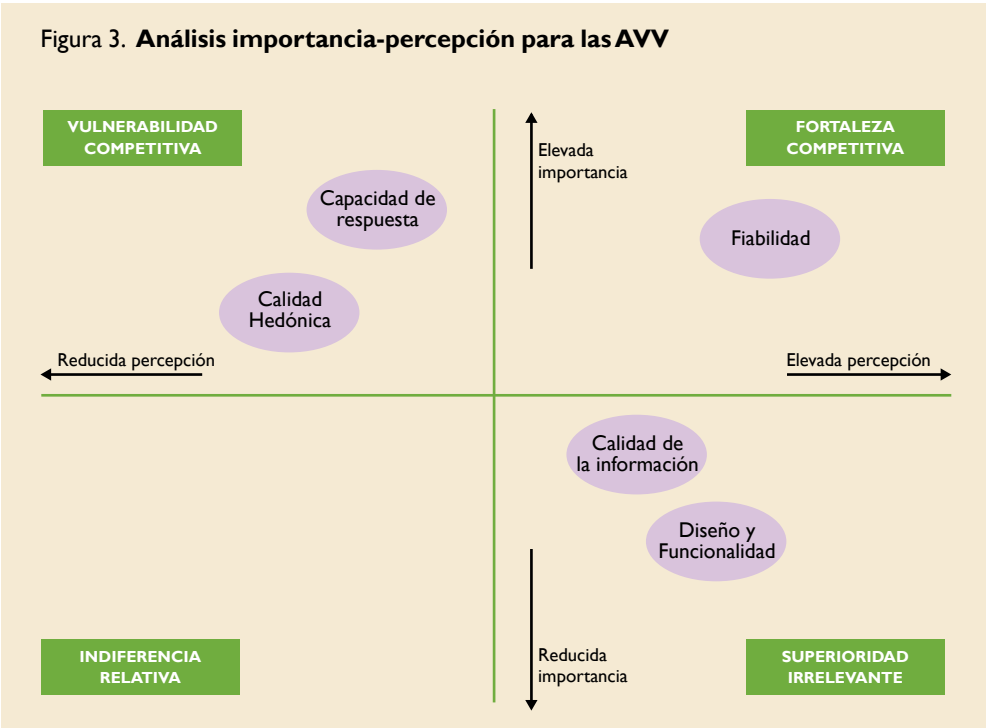 Figura 3. Análisis importancia-percepción para las AVV
VULNERABILIDAD
COMPETITIVA
FORTALEZA
COMPETITIVA
Elevada
importancia
Capacidad de
respuesta
Fiabilidad
Calidad
Hedónica
Reducida percepción
Elevada percepción
Calidad de
la información
Diseño y
Funcionalidad
INDIFERENCIA
RELATIVA
Reducida
importancia
SUPERIORIDAD
IRRELEVANTE